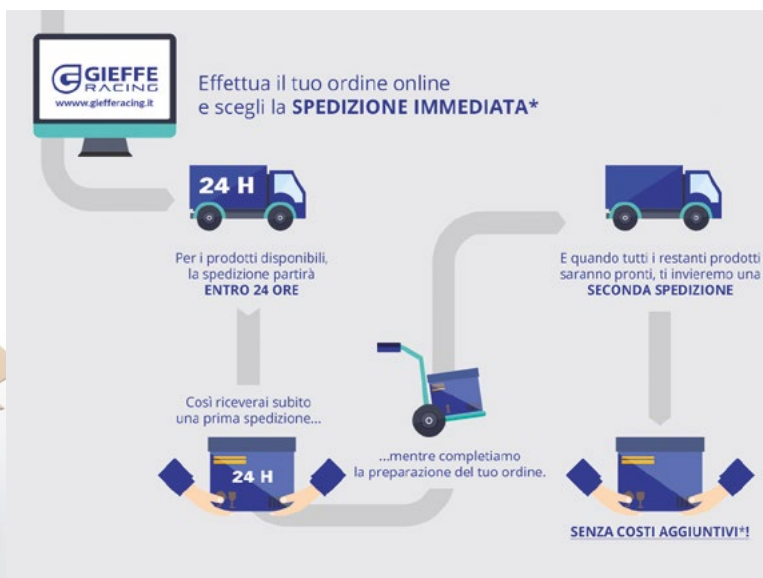 GIEFFE
RACING
wwww.giefferacing.it
Effettua il tuo ordine online
e scegli la SPEDIZIONE IMMEDIATA*
24 H
Per i prodotti disponibili,
la spedizione partirà
ENTRO 24 ORE
Così riceverai subito
una prima spedizione...
24 H
...mentre completiamo
la preparazione del tuo ordine.
E quando tutti i restanti prodotti
saranno pronti, ti invieremo una
SECONDA SPEDIZIONE
SENZA COSTI AGGIUNTIVI*!